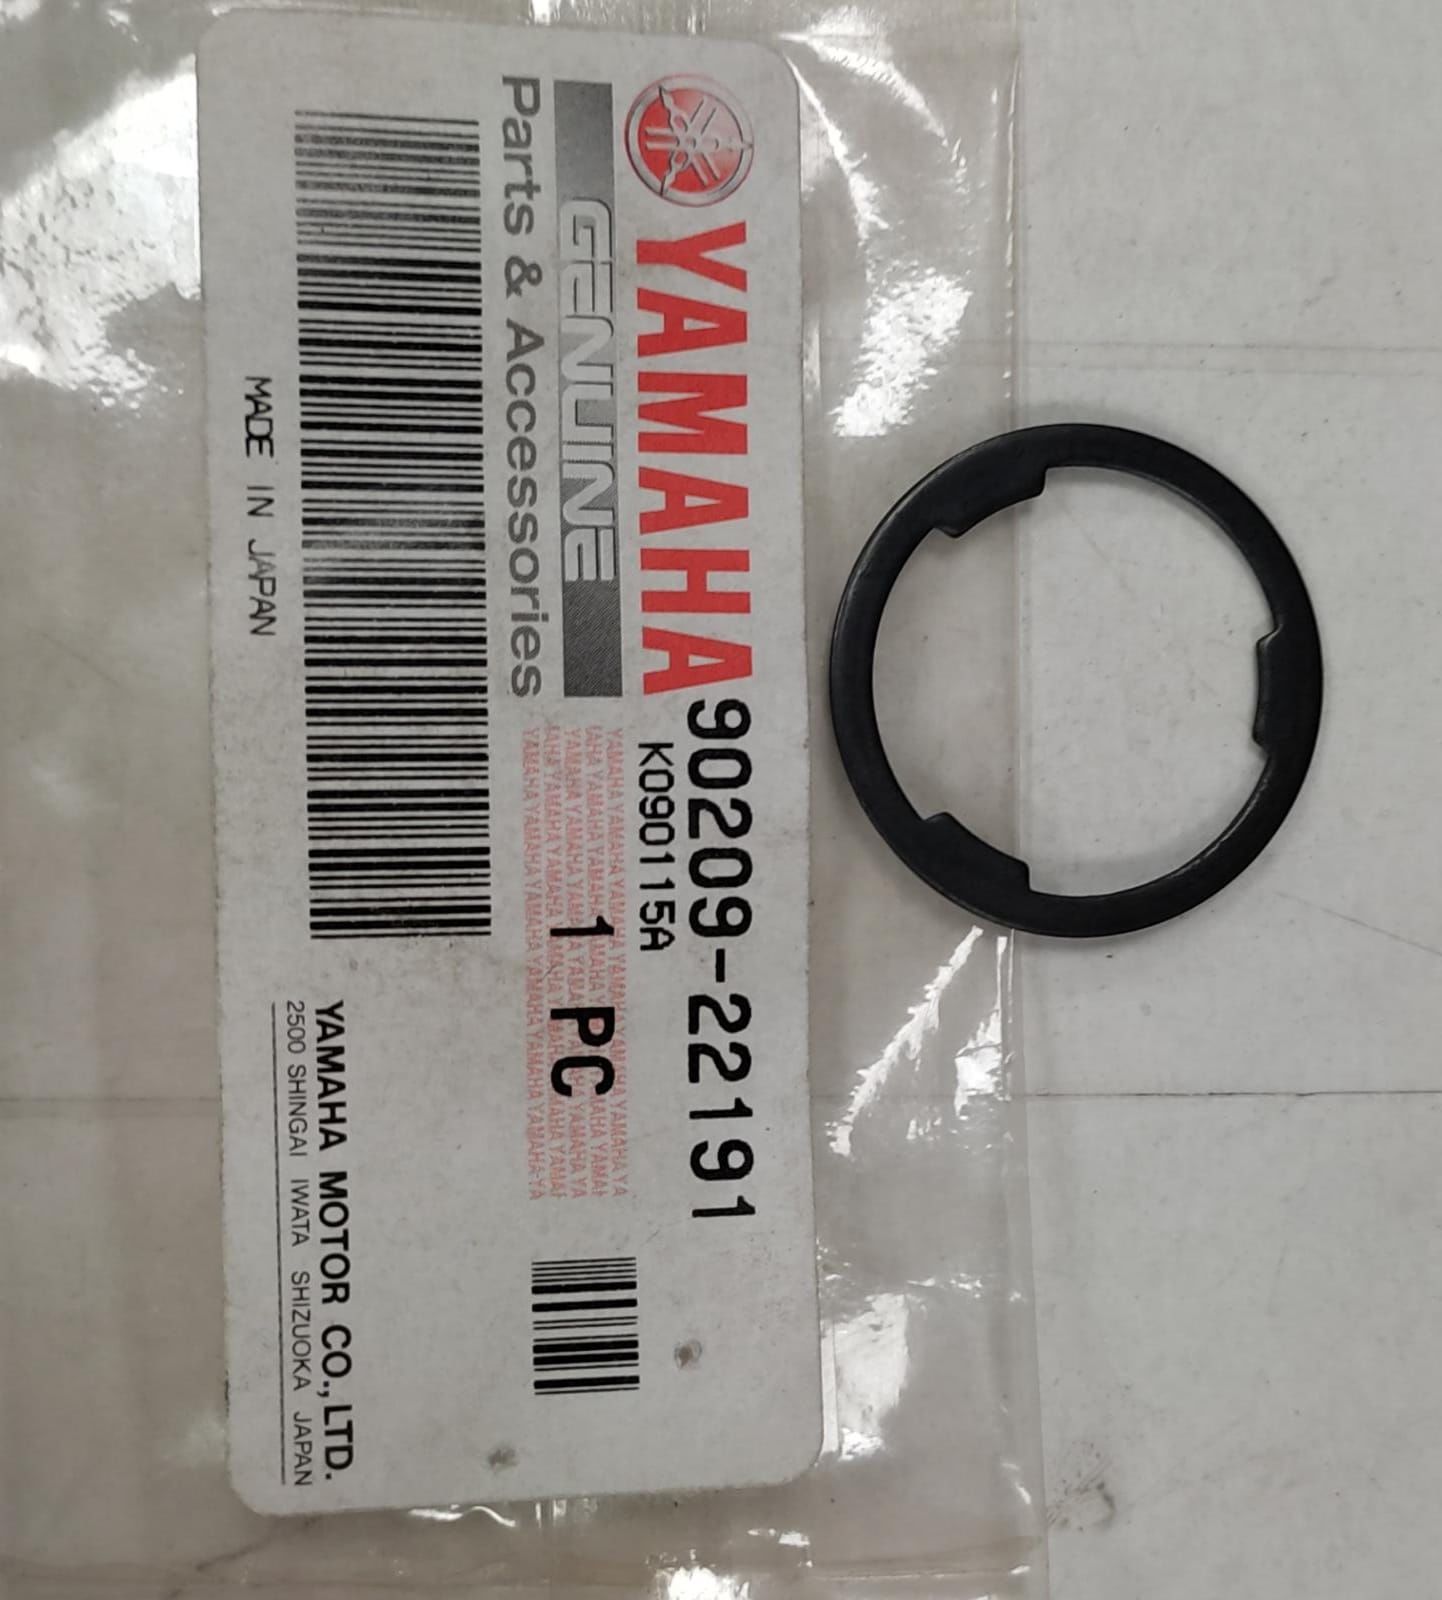 YAMAHA
GENUINE
Parts & Accessories
90209-22191
K090115A
1 PC
MADE IN JAPAN
YAMAHA MOTOR CO., LTD.
2500 SHINGAI IWATA SHIZUOKA JAPAN